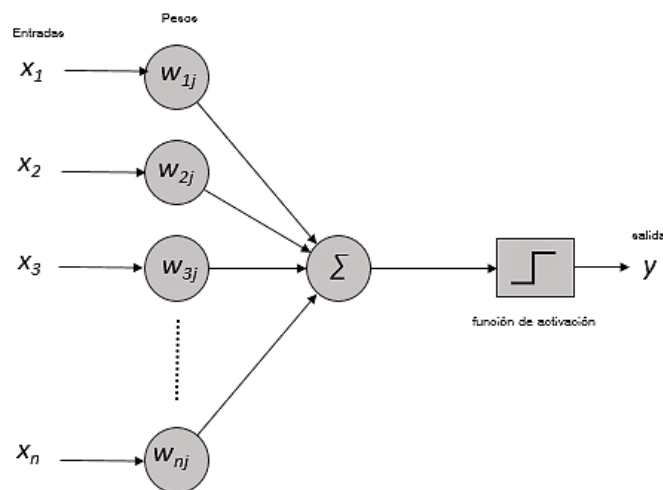 Pesos
Entradas
x1 w1j
x2 w2j
x3 w3j
∑
salida
y
función de activación
xn wnj